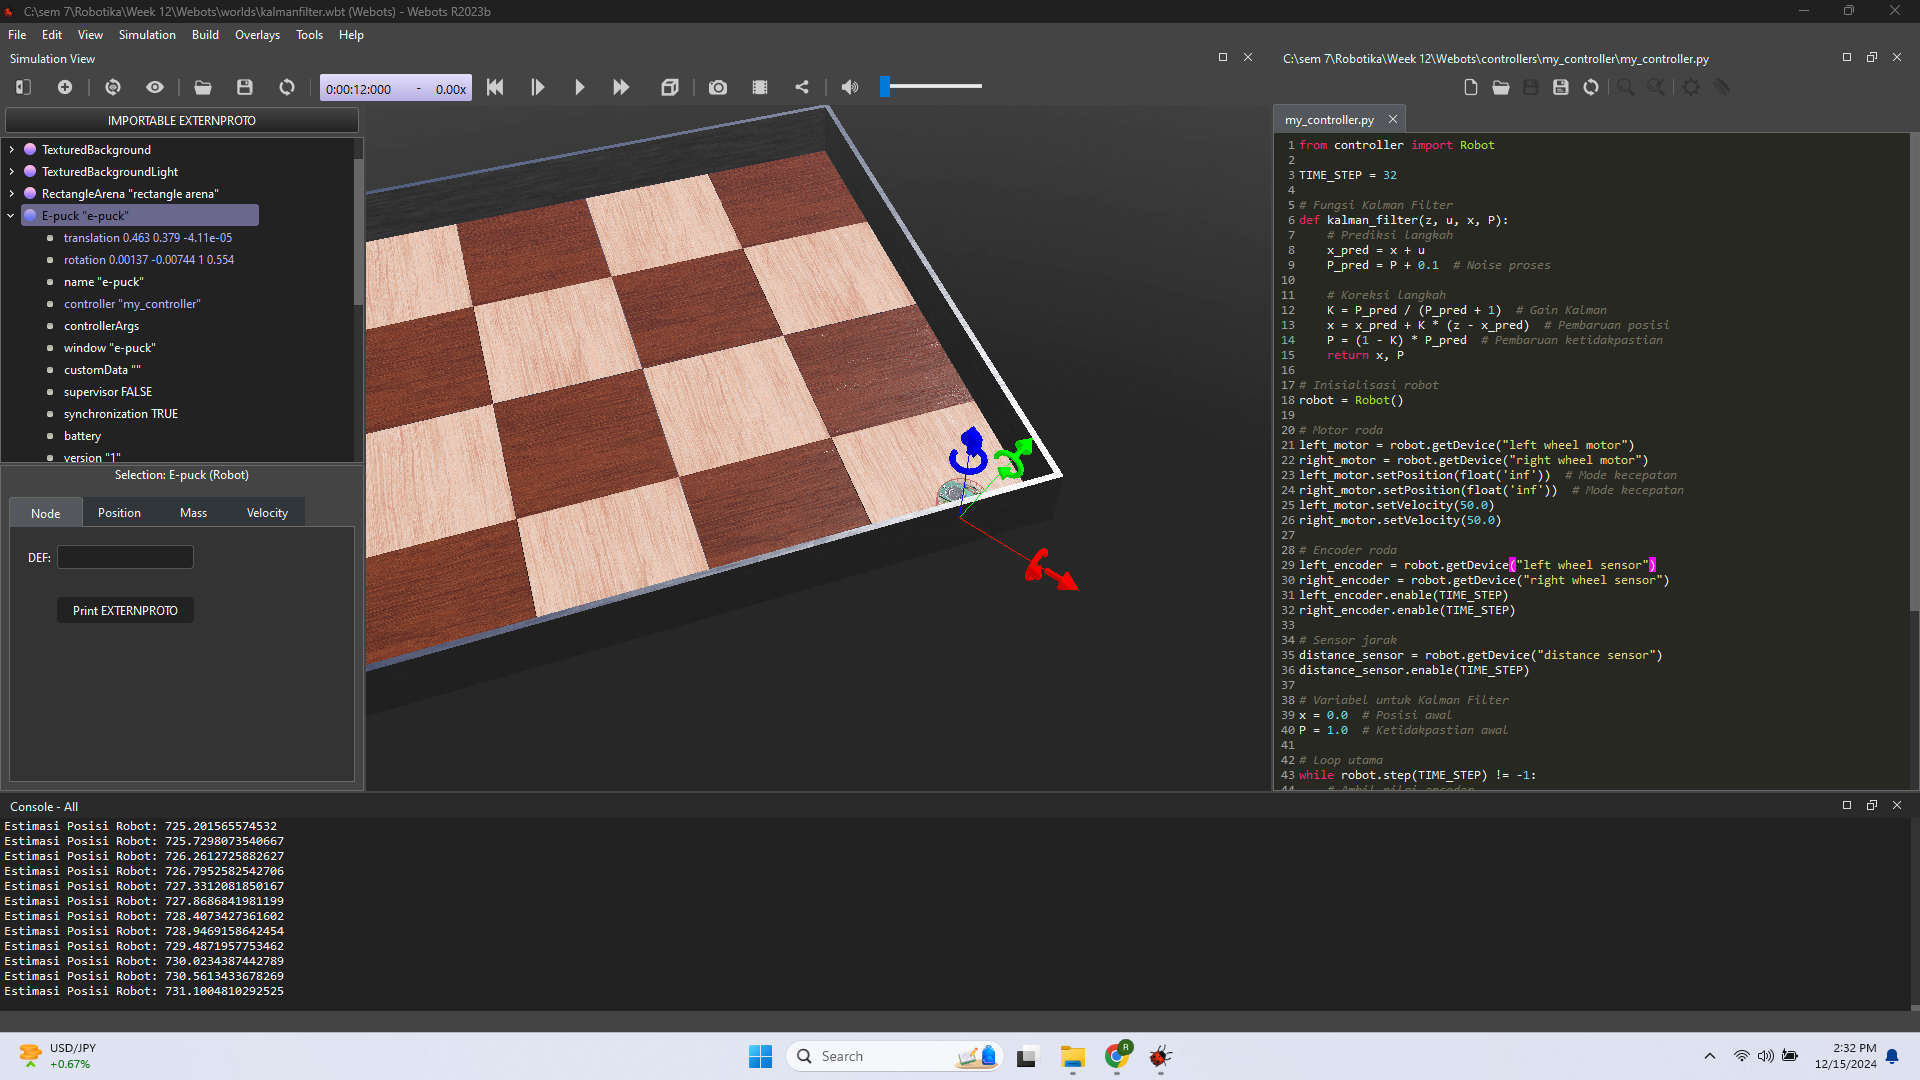 C:\sem 7\Robotika\Week 12\Webots\worlds\kalmanfilter.wbt (Webots) - Webots R2023b
File Edit View Simulation Build Overlays Tools Help
Simulation View
0:00:12:000 - 0.00x
IMPORTABLE EXTERNPROTO
TexturedBackground
TexturedBackgroundLight
RectangleArena "rectangle arena"
E-puck "e-puck"
translation 0.463 0.379 -4.11e-05
rotation 0.00137 -0.00744 1 0.554
name "e-puck"
controller "my_controller"
controllerArgs
window "e-puck"
customData ""
supervisor FALSE
synchronization TRUE
battery
version "1"
Selection: E-puck (Robot)
Node Position Mass Velocity
DEF:
Print EXTERNPROTO
C:\sem 7\Robotika\Week 12\Webots\controllers\my_controller\my_controller.py
my_controller.py
1 from controller import Robot
2
3 TIME_STEP = 32
4
5 # Fungsi Kalman Filter
6 def kalman_filter(z, u, x, P):
7     # Prediksi langkah
8     x_pred = x + u
9     P_pred = P + 0.1  # Noise proses
10
11     # Koreksi langkah
12     K = P_pred / (P_pred + 1)  # Gain Kalman
13     x = x_pred + K * (z - x_pred)  # Pembaruan posisi
14     P = (1 - K) * P_pred  # Pembaruan ketidakpastian
15     return x, P
16
17 # Inisialisasi robot
18 robot = Robot()
19
20 # Motor roda
21 left_motor = robot.getDevice("left wheel motor")
22 right_motor = robot.getDevice("right wheel motor")
23 left_motor.setPosition(float('inf'))  # Mode kecepatan
24 right_motor.setPosition(float('inf'))  # Mode kecepatan
25 left_motor.setVelocity(50.0)
26 right_motor.setVelocity(50.0)
27
28 # Encoder roda
29 left_encoder = robot.getDevice("left wheel sensor")
30 right_encoder = robot.getDevice("right wheel sensor")
31 left_encoder.enable(TIME_STEP)
32 right_encoder.enable(TIME_STEP)
33
34 # Sensor jarak
35 distance_sensor = robot.getDevice("distance sensor")
36 distance_sensor.enable(TIME_STEP)
37
38 # Variabel untuk Kalman Filter
39 x = 0.0  # Posisi awal
40 P = 1.0  # Ketidakpastian awal
41
42 # Loop utama
43 while robot.step(TIME_STEP) != -1:
44     # Ambil nilai encoder
Console - All
Estimasi Posisi Robot: 725.201565574532
Estimasi Posisi Robot: 725.7298073540667
Estimasi Posisi Robot: 726.2612725882627
Estimasi Posisi Robot: 726.7952582542706
Estimasi Posisi Robot: 727.3312081850167
Estimasi Posisi Robot: 727.8686841981199
Estimasi Posisi Robot: 728.4073427361602
Estimasi Posisi Robot: 728.9469158642454
Estimasi Posisi Robot: 729.4871957753462
Estimasi Posisi Robot: 730.0234387442789
Estimasi Posisi Robot: 730.5613433678269
Estimasi Posisi Robot: 731.1004810292525
USD/JPY
+0.67%
Search
R
2:32 PM
12/15/2024